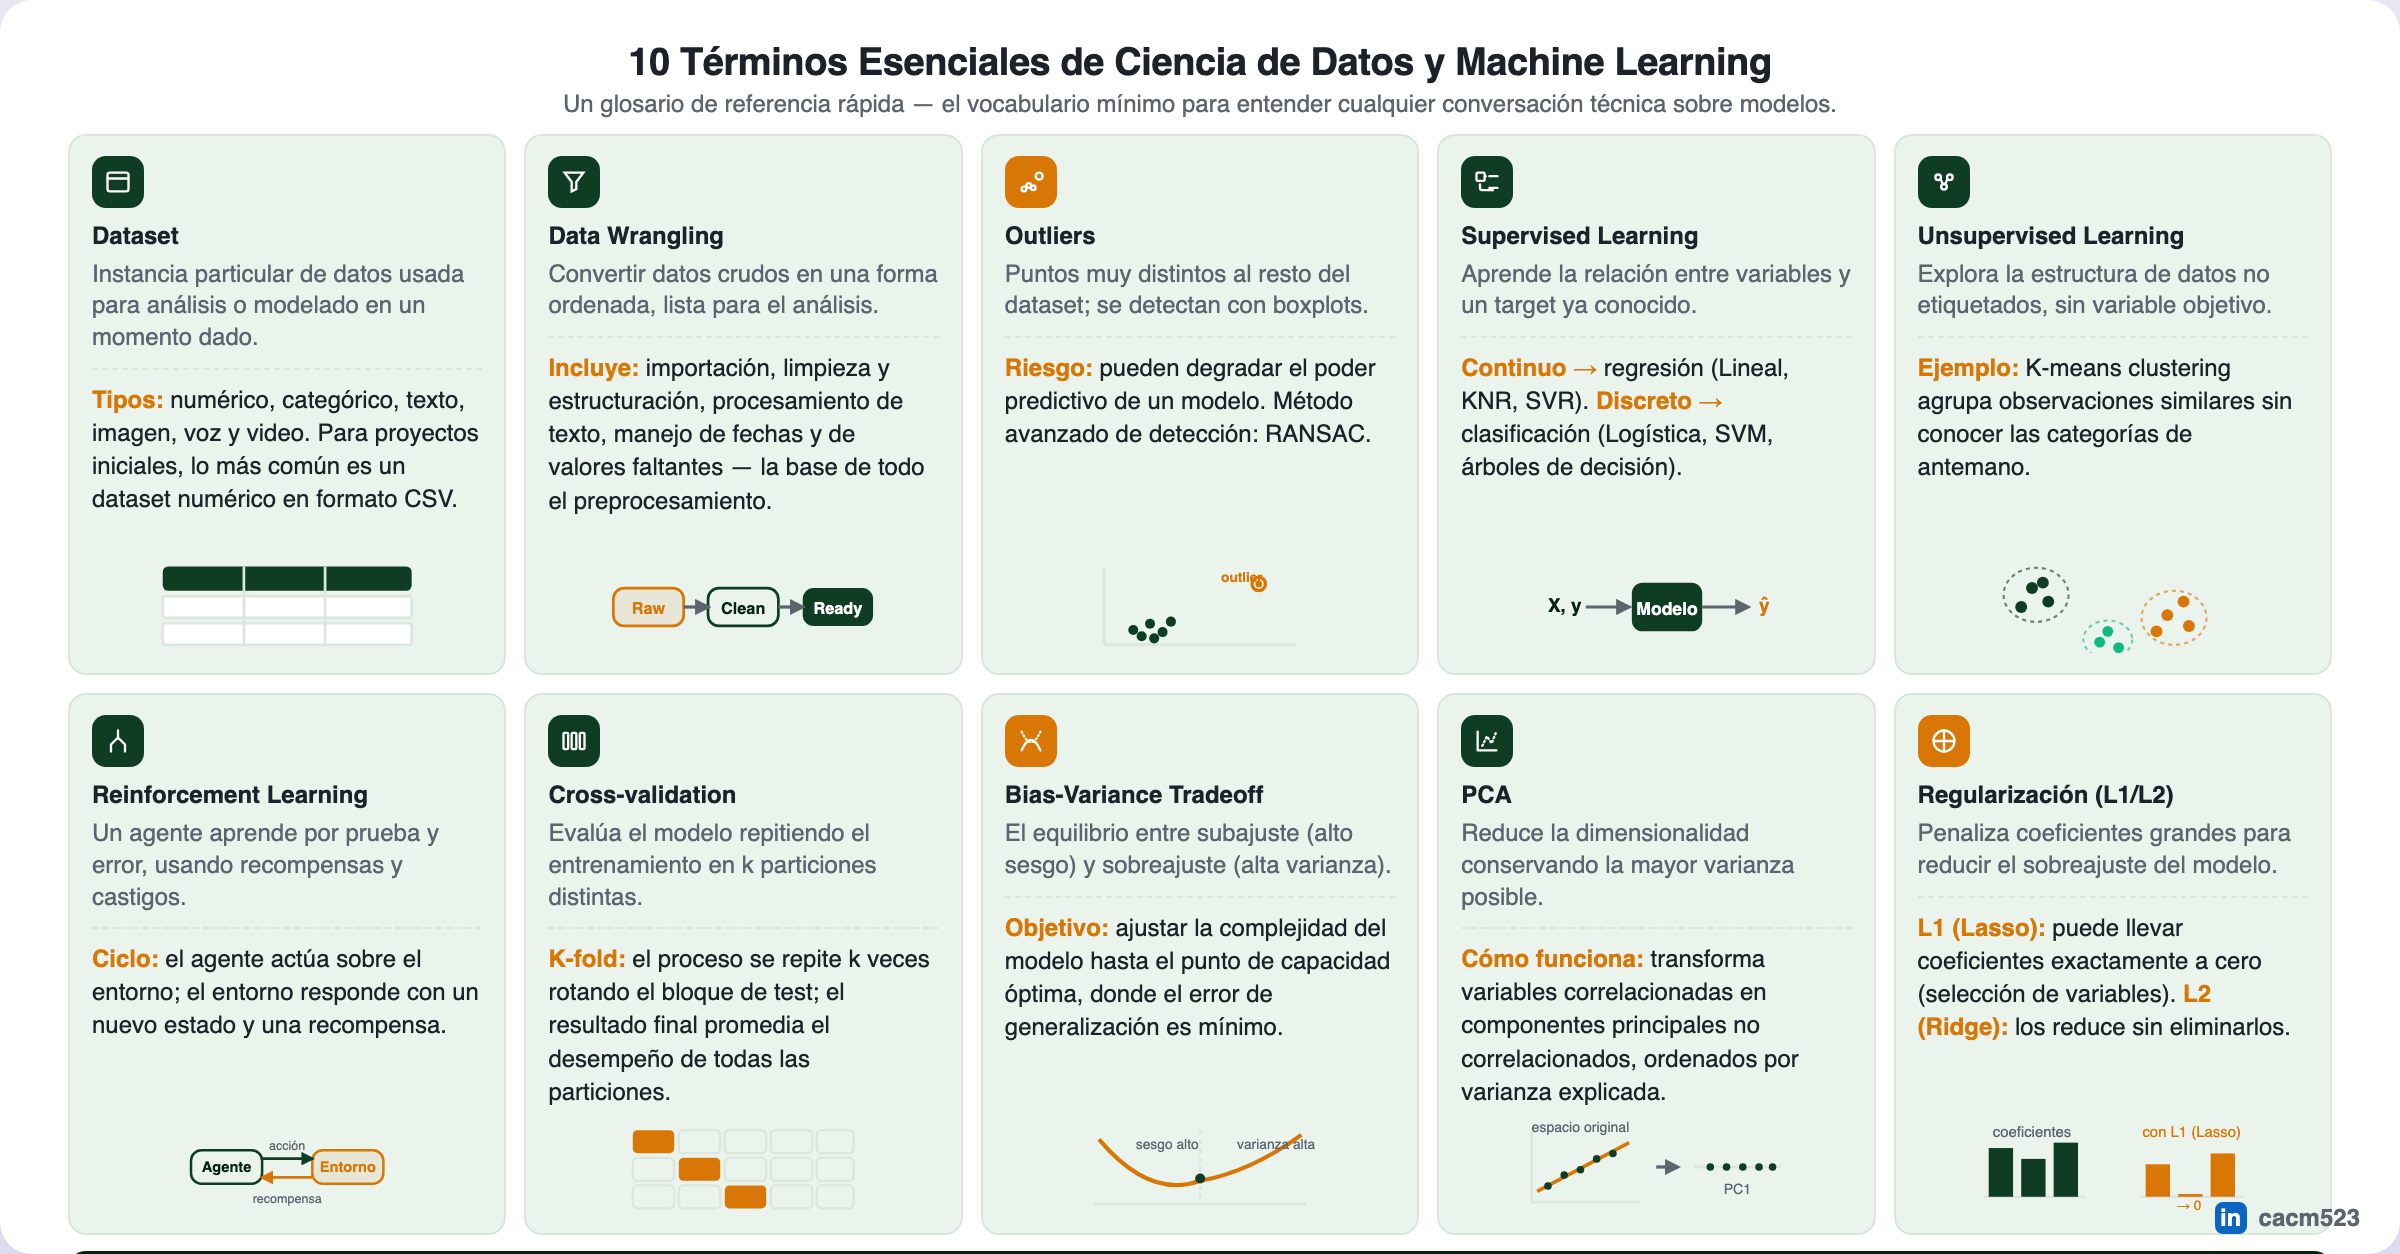 10 Términos Esenciales de Ciencia de Datos y Machine Learning
Un glosario de referencia rápida — el vocabulario mínimo para entender cualquier conversación técnica sobre modelos.
Dataset
Instancia particular de datos usada
para análisis o modelado en un
momento dado.
Tipos: numérico, categórico, texto,
imagen, voz y video. Para proyectos
iniciales, lo más común es un
dataset numérico en formato CSV.
Data Wrangling
Convertir datos crudos en una forma
ordenada, lista para el análisis.
Incluye: importación, limpieza y
estructuración, procesamiento de
texto, manejo de fechas y de
valores faltantes — la base de todo
el preprocesamiento.
Raw
Clean
Ready
Outliers
Puntos muy distintos al resto del
dataset; se detectan con boxplots.
Riesgo: pueden degradar el poder
predictivo de un modelo. Método
avanzado de detección: RANSAC.
outlier
Supervised Learning
Aprende la relación entre variables y
un target ya conocido.
Continuo → regresión (Lineal,
KNR, SVR). Discreto →
clasificación (Logística, SVM,
árboles de decisión).
X, y
Modelo
ŷ
Unsupervised Learning
Explora la estructura de datos no
etiquetados, sin variable objetivo.
Ejemplo: K-means clustering
agrupa observaciones similares sin
conocer las categorías de
antemano.
Reinforcement Learning
Un agente aprende por prueba y
error, usando recompensas y
castigos.
Ciclo: el agente actúa sobre el
entorno; el entorno responde con un
nuevo estado y una recompensa.
acción
Agente
Entorno
recompensa
Cross-validation
Evalúa el modelo repitiendo el
entrenamiento en k particiones
distintas.
K-fold: el proceso se repite k veces
rotando el bloque de test; el
resultado final promedia el
desempeño de todas las
particiones.
Bias-Variance Tradeoff
El equilibrio entre subajuste (alto
sesgo) y sobreajuste (alta varianza).
Objetivo: ajustar la complejidad del
modelo hasta el punto de capacidad
óptima, donde el error de
generalización es mínimo.
sesgo alto
varianza alta
PCA
Reduce la dimensionalidad
conservando la mayor varianza
posible.
Cómo funciona: transforma
variables correlacionadas en
componentes principales no
correlacionados, ordenados por
varianza explicada.
espacio original
PC1
Regularización (L1/L2)
Penaliza coeficientes grandes para
reducir el sobreajuste del modelo.
L1 (Lasso): puede llevar
coeficientes exactamente a cero
(selección de variables). L2
(Ridge): los reduce sin eliminarlos.
coeficientes
con L1 (Lasso)
→ 0
in cacm523